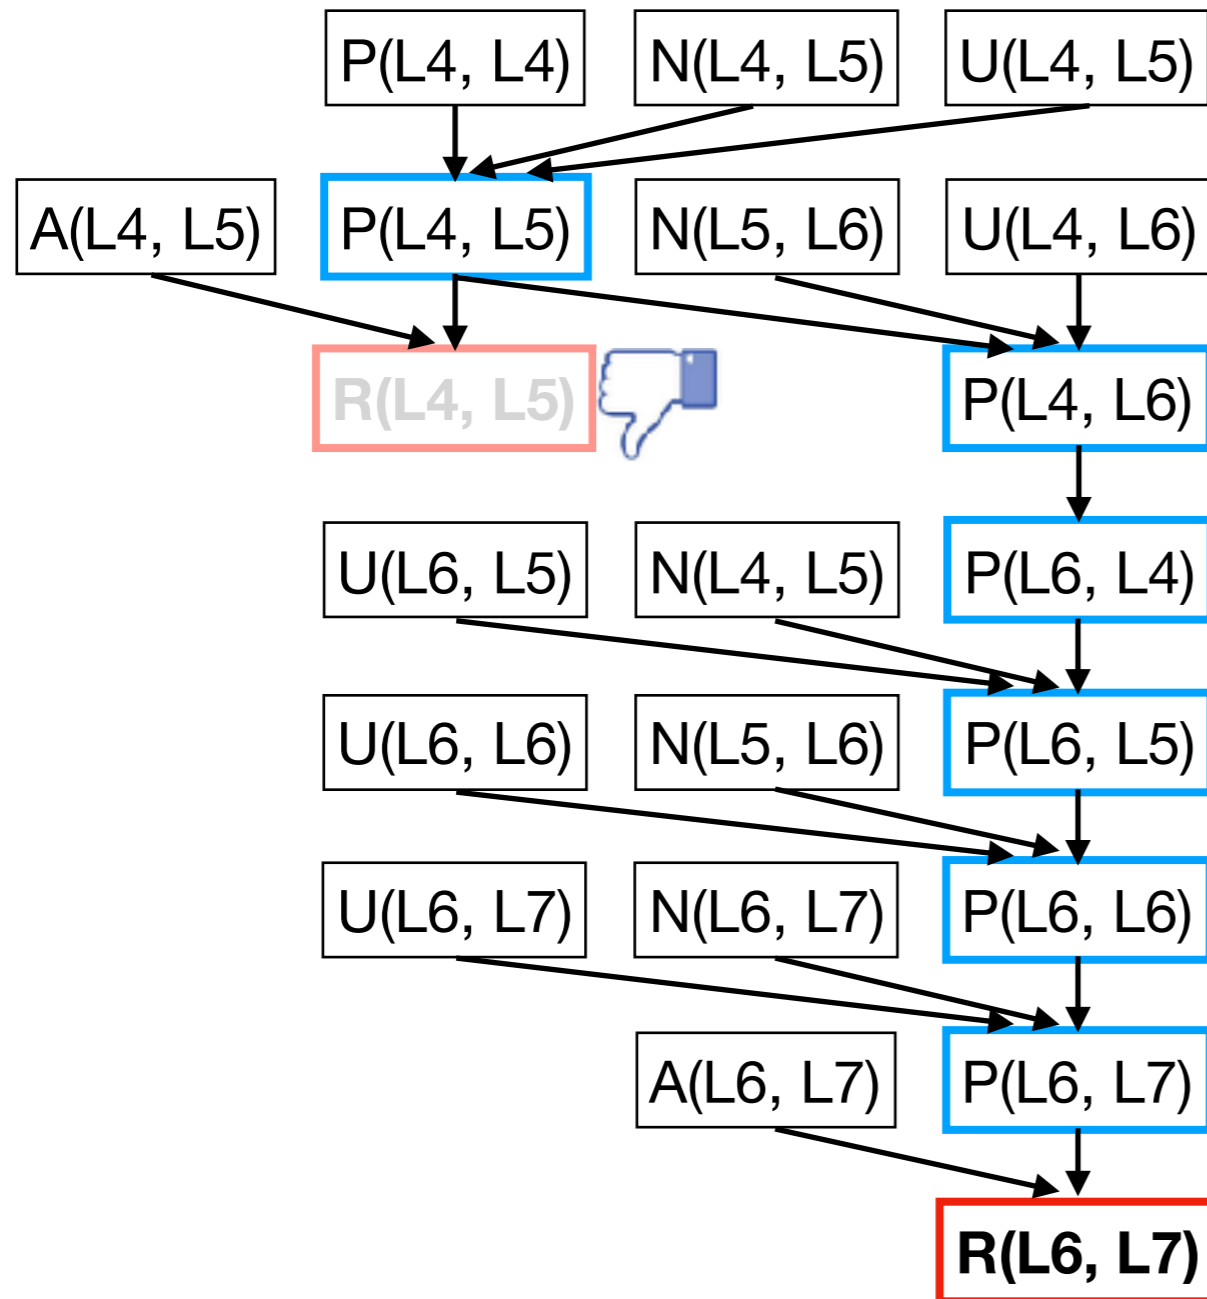 P(L4, L4) N(L4, L5) U(L4, L5)
A(L4, L5) P(L4, L5) N(L5, L6) U(L4, L6)
R(L4, L5) P(L4, L6)
U(L6, L5) N(L4, L5) P(L6, L4)
U(L6, L6) N(L5, L6) P(L6, L5)
U(L6, L7) N(L6, L7) P(L6, L6)
A(L6, L7) P(L6, L7)
R(L6, L7)